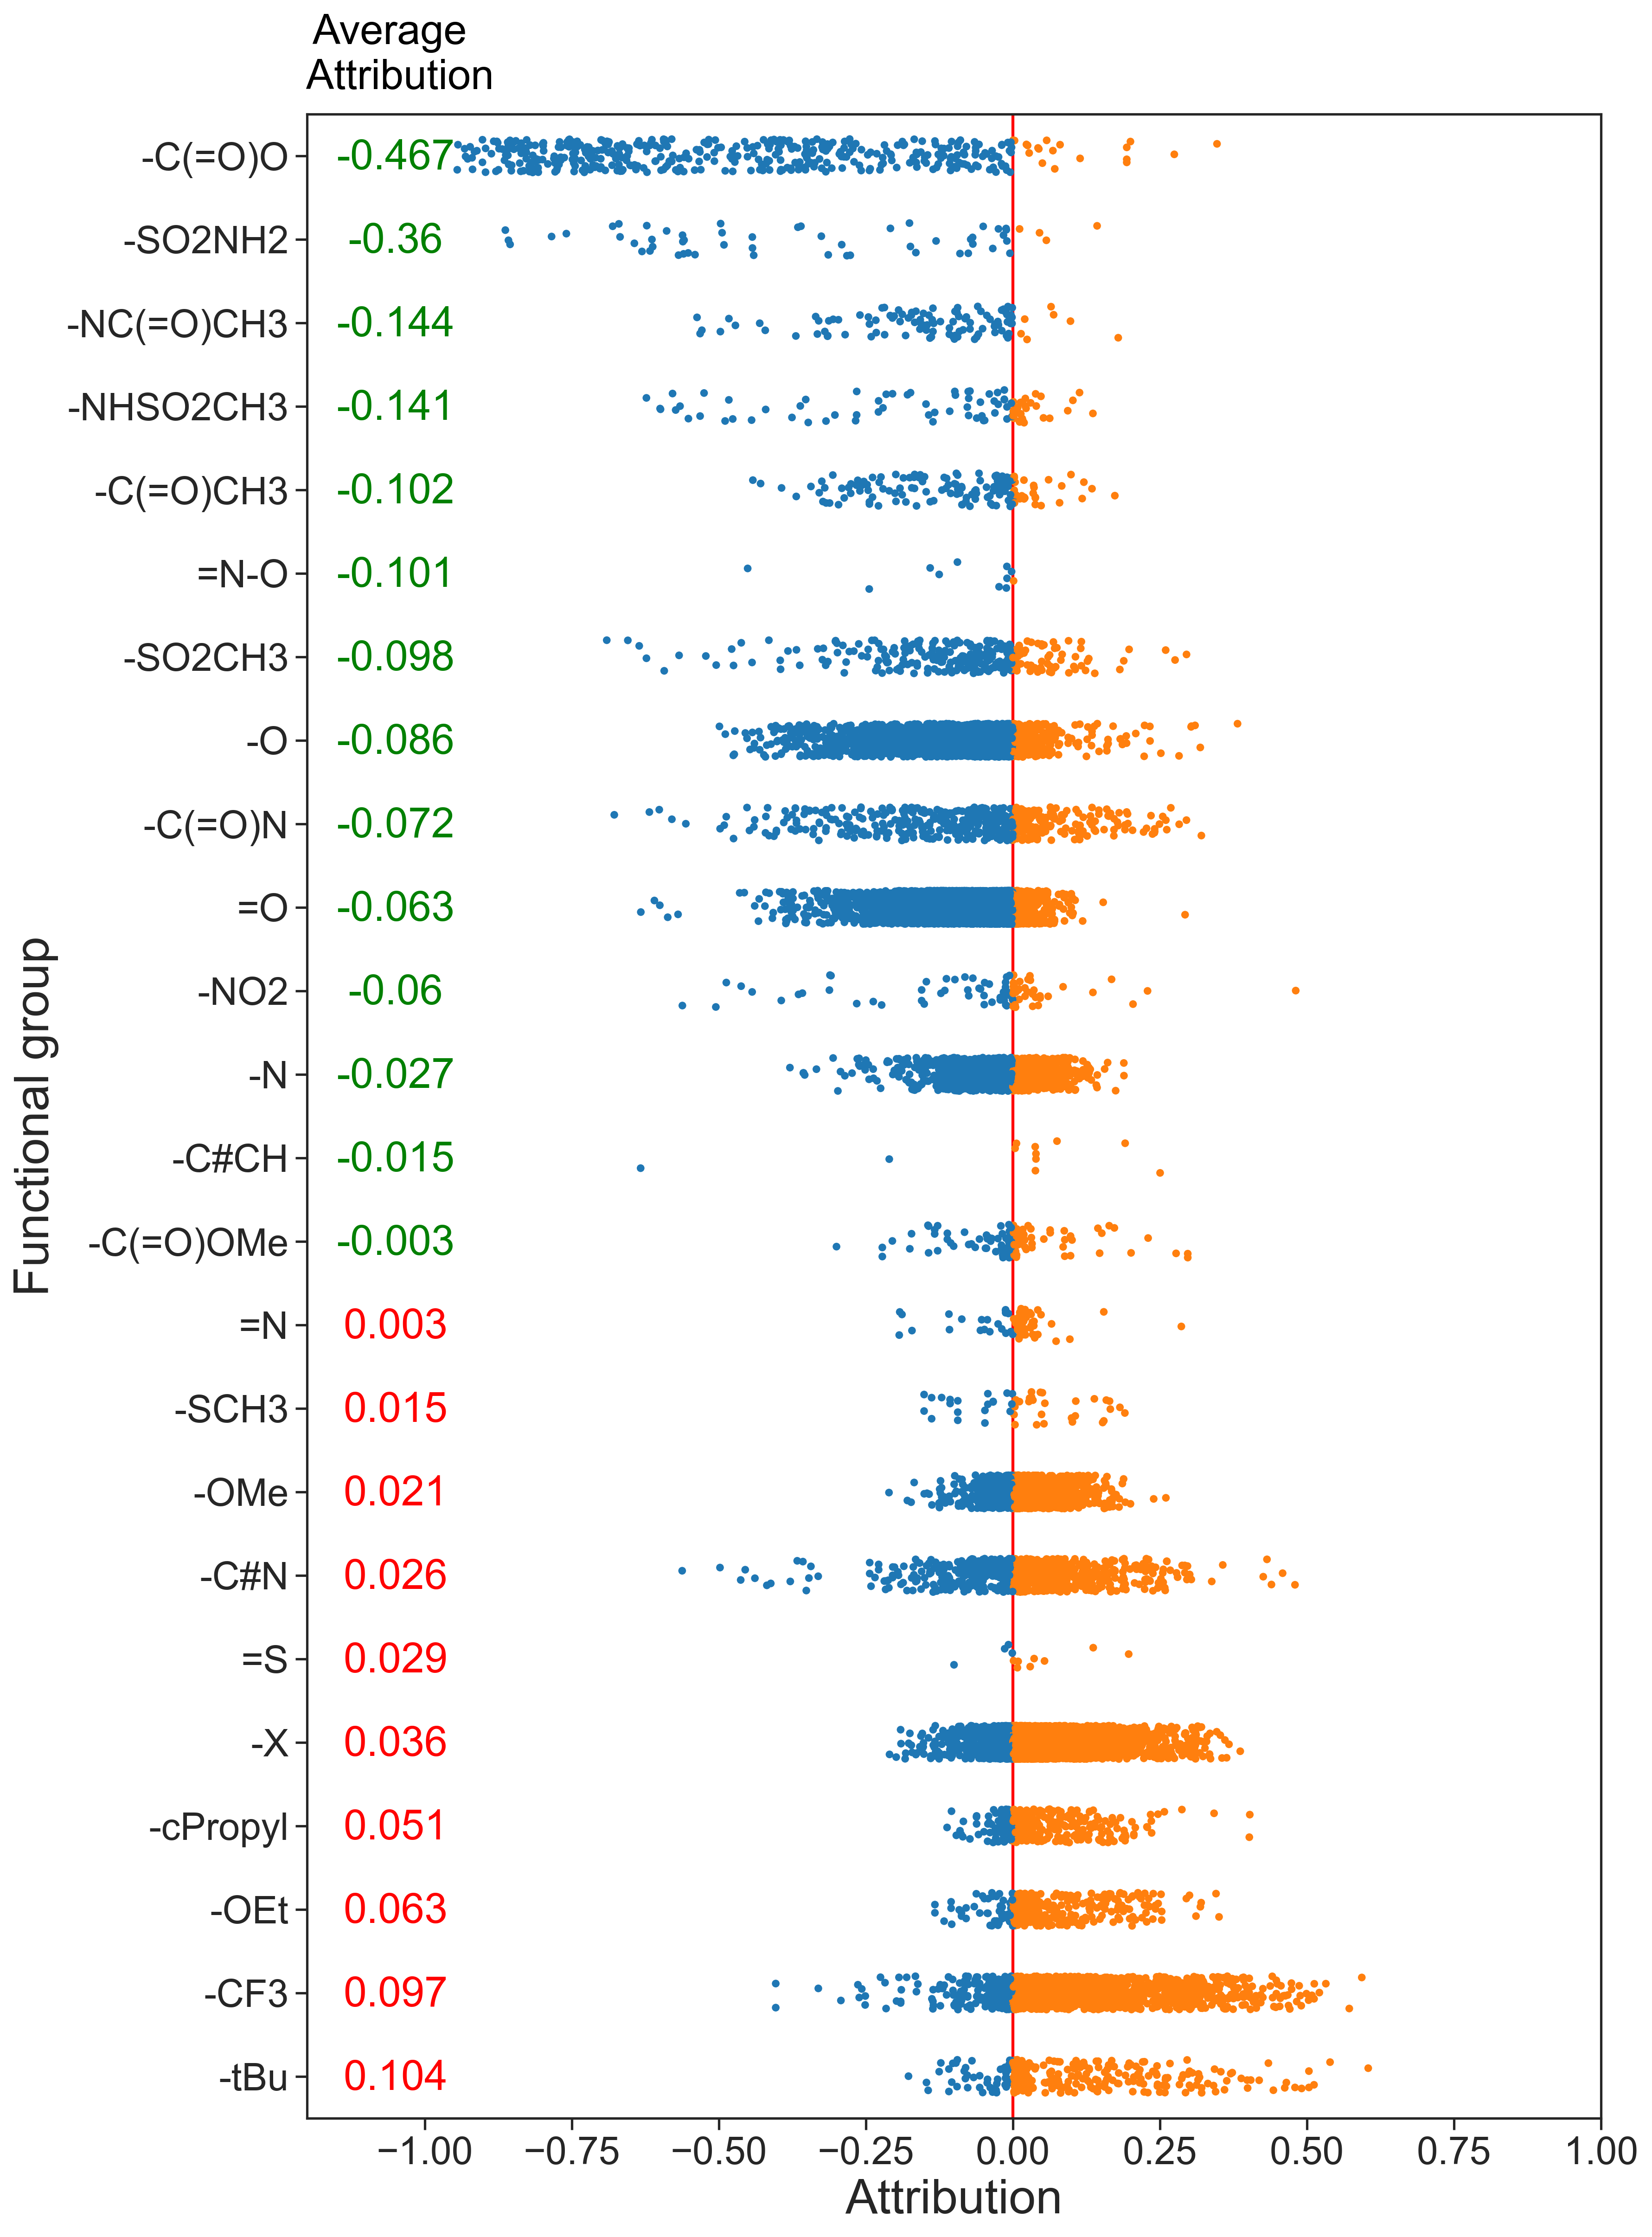 Average
Attribution
-C(=O)O -0.467
-SO2NH2 -0.36
-NC(=O)CH3 -0.144
-NHSO2CH3 -0.141
-C(=O)CH3 -0.102
=N-O -0.101
-SO2CH3 -0.098
-O -0.086
-C(=O)N -0.072
=O -0.063
-NO2 -0.06
-N -0.027
-C#CH -0.015
-C(=O)OMe -0.003
=N 0.003
-SCH3 0.015
-OMe 0.021
-C#N 0.026
=S 0.029
-X 0.036
-cPropyl 0.051
-OEt 0.063
-CF3 0.097
-tBu 0.104
Functional group
−1.00 −0.75 −0.50 −0.25 0.00 0.25 0.50 0.75 1.00
Attribution